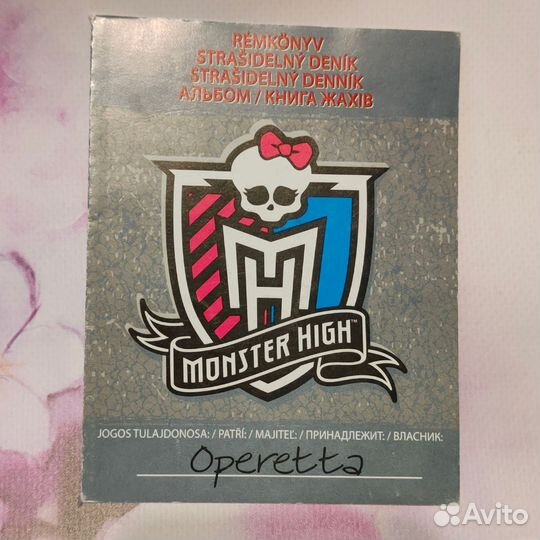 RÉMKÖNYV
STRAŠIDELNÝ DENÍK
STRAŠIDELNÝ DENNÍK
АЛЬБОМ / КНИГА ЖАХІВ
MH
MONSTER HIGH™
JOGOS TULAJDONOSA: / PATŘÍ: / MAJITEĽ: / ПРИНАДЛЕЖИТ: / ВЛАСНИК:
Operetta
Avito